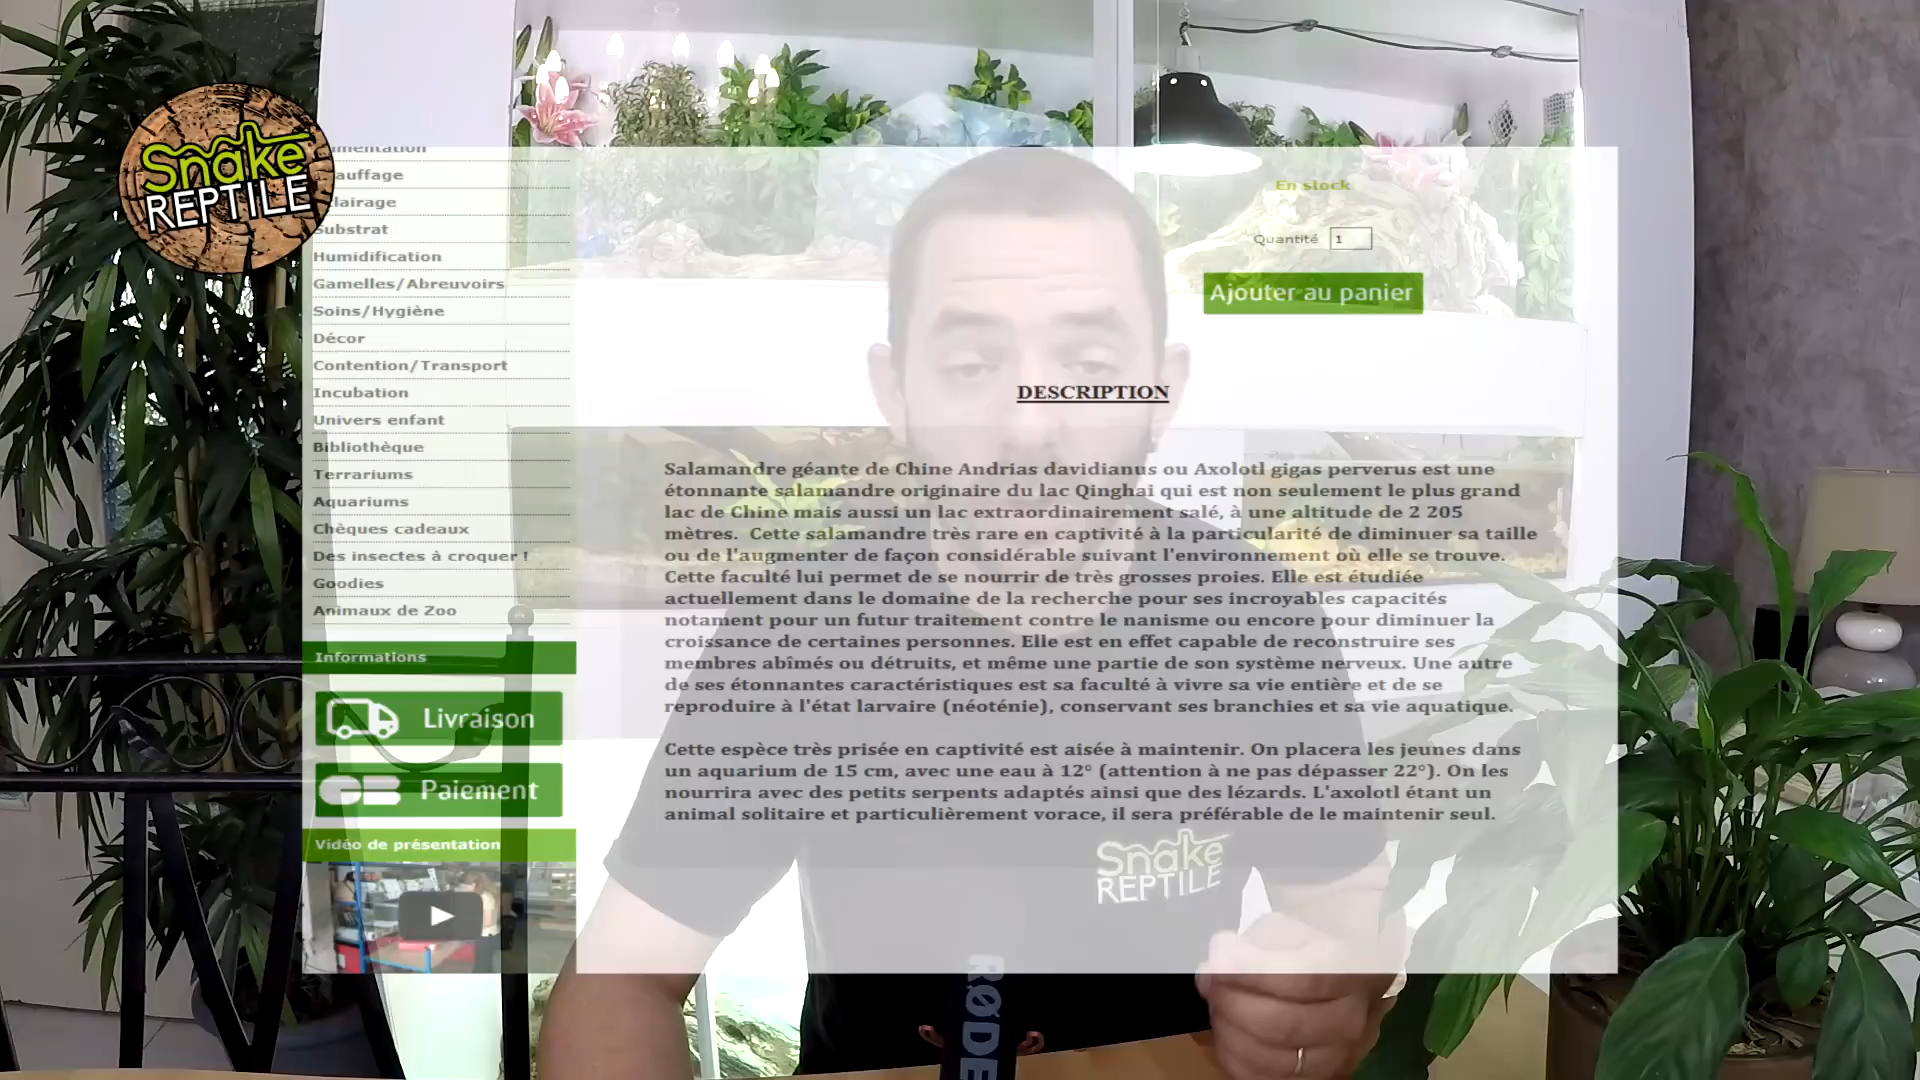 Snake
REPTILE
Substrat
Humidification
Gamelles/Abreuvoirs
Soins/Hygiène
Décor
Contention/Transport
Incubation
Univers enfant
Bibliothèque
Terrariums
Aquariums
Chèques cadeaux
Des insectes à croquer !
Goodies
Animaux de Zoo
Informations
Livraison
Paiement
Vidéo de présentation
En stock
Quantité 1
Ajouter au panier
DESCRIPTION
Salamandre géante de Chine Andrias davidianus ou Axolotl gigas perverus est une
étonnante salamandre originaire du lac Qinghai qui est non seulement le plus grand
lac de Chine mais aussi un lac extraordinairement salé, à une altitude de 2 205
mètres. Cette salamandre très rare en captivité à la particularité de diminuer sa taille
ou de l'augmenter de façon considérable suivant l'environnement où elle se trouve.
Cette faculté lui permet de se nourrir de très grosses proies. Elle est étudiée
actuellement dans le domaine de la recherche pour ses incroyables capacités
notament pour un futur traitement contre le nanisme ou encore pour diminuer la
croissance de certaines personnes. Elle est en effet capable de reconstruire ses
membres abîmés ou détruits, et même une partie de son système nerveux. Une autre
de ses étonnantes caractéristiques est sa faculté à vivre sa vie entière et de se
reproduire à l'état larvaire (néoténie), conservant ses branchies et sa vie aquatique.
Cette espèce très prisée en captivité est aisée à maintenir. On placera les jeunes dans
un aquarium de 15 cm, avec une eau à 12° (attention à ne pas dépasser 22°). On les
nourrira avec des petits serpents adaptés ainsi que des lézards. L'axolotl étant un
animal solitaire et particulièrement vorace, il sera préférable de le maintenir seul.
Snake
REPTILE
RØDE